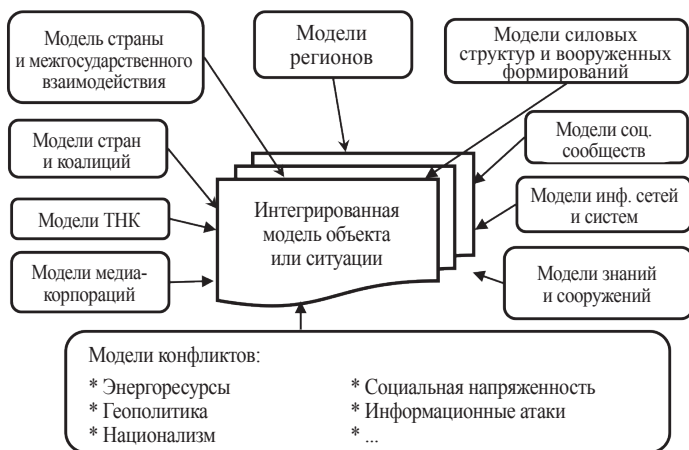 Модель страны
и межгосударственного
взаимодействия
Модели
регионов
Модели силовых
структур и вооруженных
формирований
Модели стран
и коалиций
Модели соц.
сообществ
Модели ТНК
Интегрированная
модель объекта
или ситуации
Модели инф. сетей
и систем
Модели медиа-
корпораций
Модели знаний
и сооружений
Модели конфликтов:
* Энергоресурсы
* Геополитика
* Национализм
* Социальная напряженность
* Информационные атаки
* ...